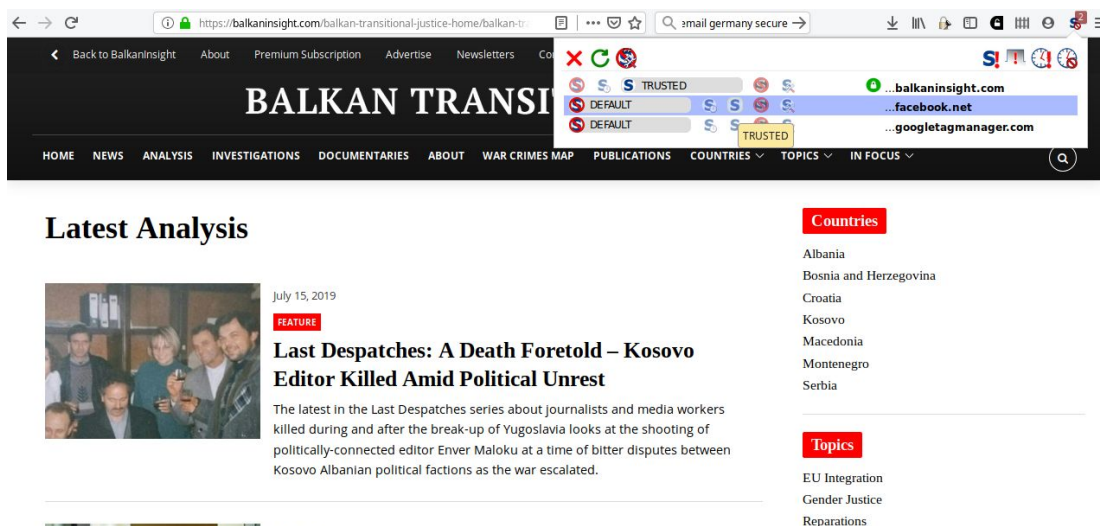 https://balkaninsight.com/balkan-transitional-justice-home/balkan-tr
email germany secure
2
Back to BalkanInsight About Premium Subscription Advertise Newsletters
BALKAN
TRUSTED
...balkaninsight.com
DEFAULT
...facebook.net
DEFAULT
...googletagmanager.com
TRUSTED
HOME NEWS ANALYSIS INVESTIGATIONS DOCUMENTARIES ABOUT WAR CRIMES MAP PUBLICATIONS COUNTRIES TOPICS IN FOCUS
Latest Analysis
July 15, 2019
FEATURE
Last Despatches: A Death Foretold – Kosovo
Editor Killed Amid Political Unrest
The latest in the Last Despatches series about journalists and media workers
killed during and after the break-up of Yugoslavia looks at the shooting of
politically-connected editor Enver Maloku at a time of bitter disputes between
Kosovo Albanian political factions as the war escalated.
Countries
Albania
Bosnia and Herzegovina
Croatia
Kosovo
Macedonia
Montenegro
Serbia
Topics
EU Integration
Gender Justice
Reparations